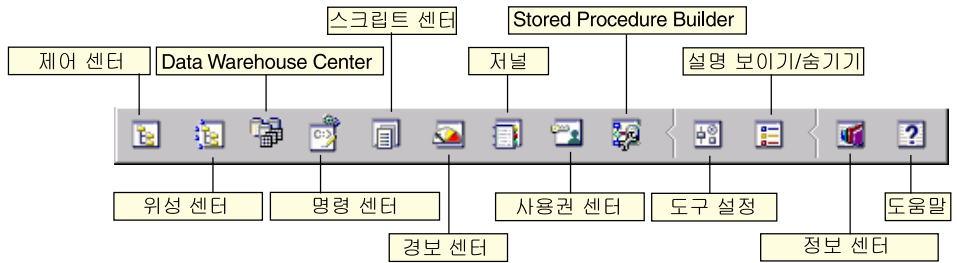 스크립트 센터
Stored Procedure Builder
제어 센터
Data Warehouse Center
저널
설명 보이기/숨기기
위성 센터
명령 센터
사용권 센터
도구 설정
도움말
경보 센터
정보 센터